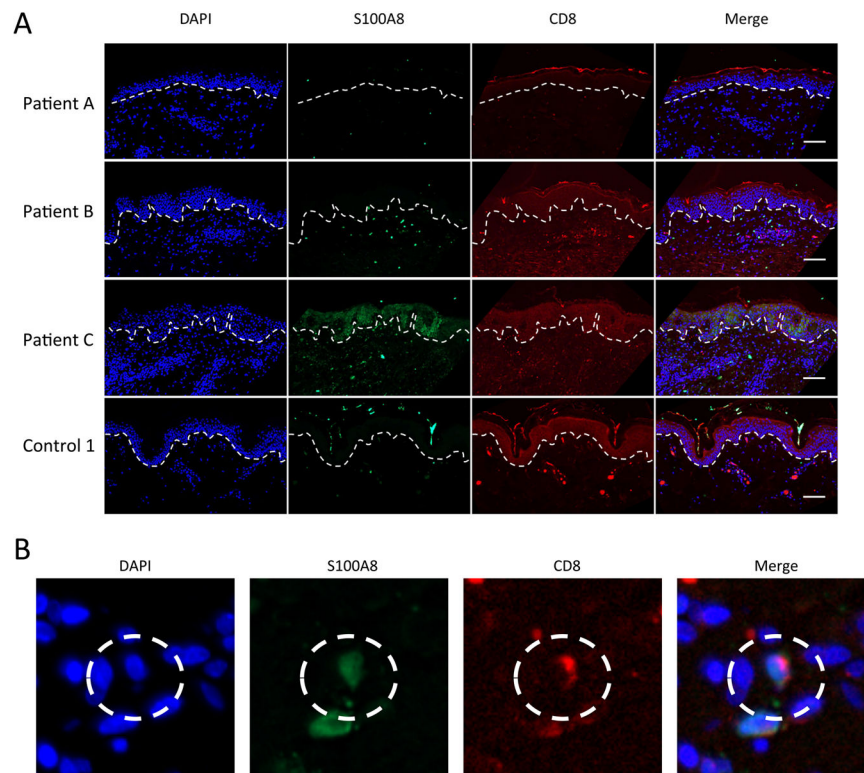 A
DAPI S100A8 CD8 Merge
Patient A
Patient B
Patient C
Control 1
B
DAPI S100A8 CD8 Merge